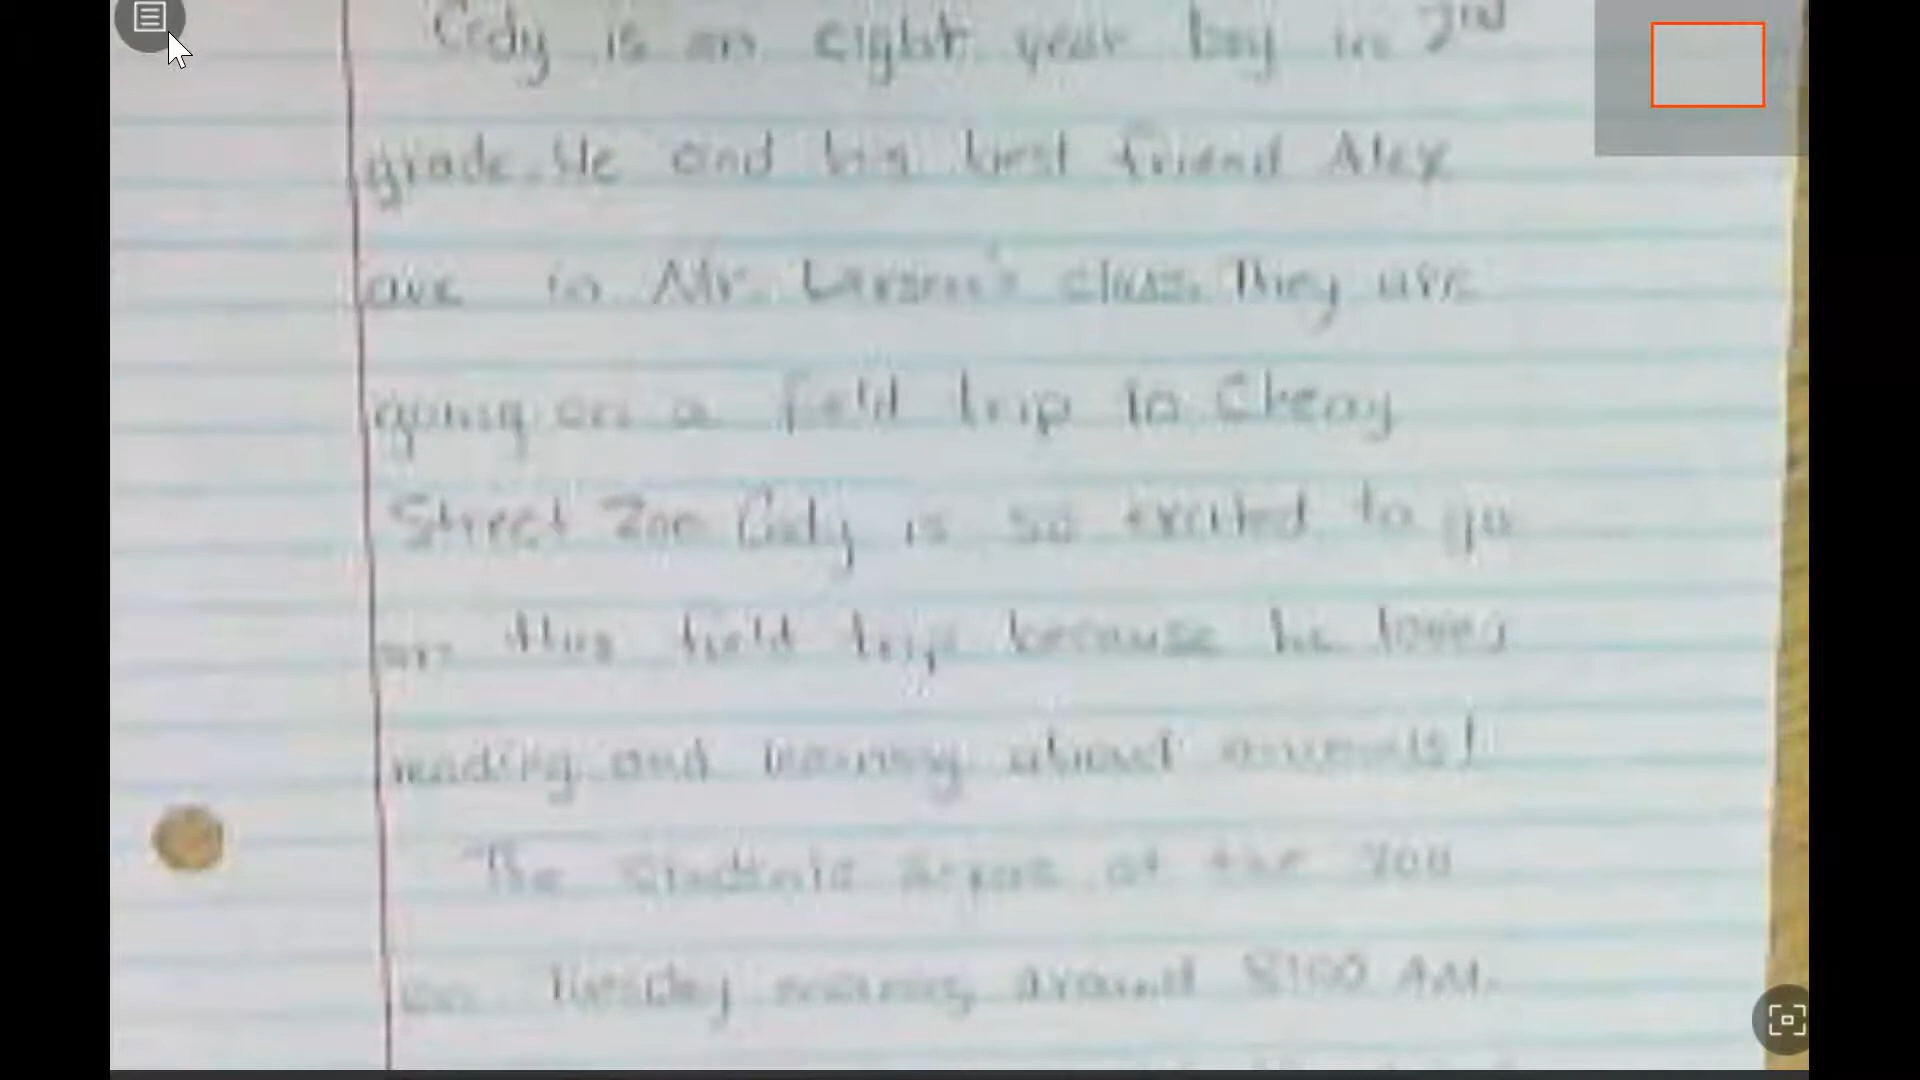 Cody is an eight year boy in 2nd
grade. He and his best friend Alex
are in Mr. Larson's class. They are
going on a field trip to Cheray
Street Zoo Cody is so excited to go
on this field trip because he loves
reading and learning about animals!
The students arrive at the zoo
on Tuesday morning around 8:00 AM.